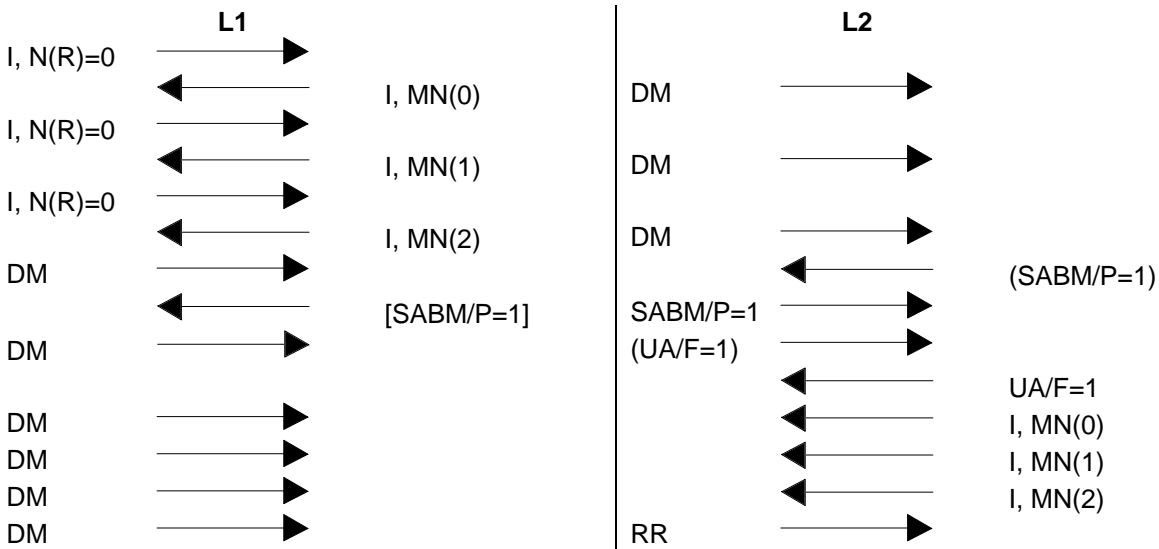 L1 L2
I, N(R)=0
I, MN(0) DM
I, N(R)=0
I, MN(1) DM
I, N(R)=0
I, MN(2) DM
DM (SABM/P=1)
[SABM/P=1] SABM/P=1
DM (UA/F=1)
UA/F=1
DM I, MN(0)
DM I, MN(1)
DM I, MN(2)
DM RR